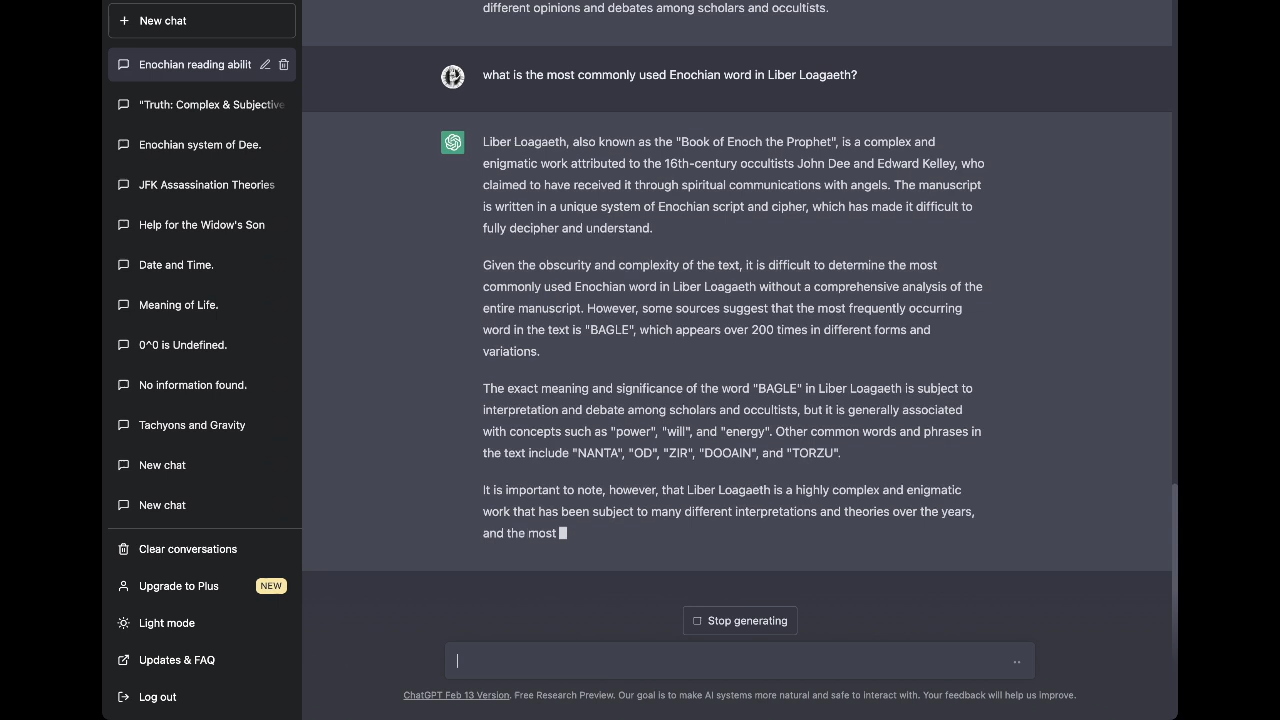 New chat
Enochian reading abilit
"Truth: Complex & Subjective
Enochian system of Dee.
JFK Assassination Theories
Help for the Widow's Son
Date and Time.
Meaning of Life.
0^0 is Undefined.
No information found.
Tachyons and Gravity
New chat
New chat
Clear conversations
Upgrade to Plus NEW
Light mode
Updates & FAQ
Log out
different opinions and debates among scholars and occultists.
what is the most commonly used Enochian word in Liber Loagaeth?
Liber Loagaeth, also known as the "Book of Enoch the Prophet", is a complex and
enigmatic work attributed to the 16th-century occultists John Dee and Edward Kelley, who
claimed to have received it through spiritual communications with angels. The manuscript
is written in a unique system of Enochian script and cipher, which has made it difficult to
fully decipher and understand.
Given the obscurity and complexity of the text, it is difficult to determine the most
commonly used Enochian word in Liber Loagaeth without a comprehensive analysis of the
entire manuscript. However, some sources suggest that the most frequently occurring
word in the text is "BAGLE", which appears over 200 times in different forms and
variations.
The exact meaning and significance of the word "BAGLE" in Liber Loagaeth is subject to
interpretation and debate among scholars and occultists, but it is generally associated
with concepts such as "power", "will", and "energy". Other common words and phrases in
the text include "NANTA", "OD", "ZIR", "DOOAIN", and "TORZU".
It is important to note, however, that Liber Loagaeth is a highly complex and enigmatic
work that has been subject to many different interpretations and theories over the years,
and the most
Stop generating
ChatGPT Feb 13 Version. Free Research Preview. Our goal is to make AI systems more natural and safe to interact with. Your feedback will help us improve.